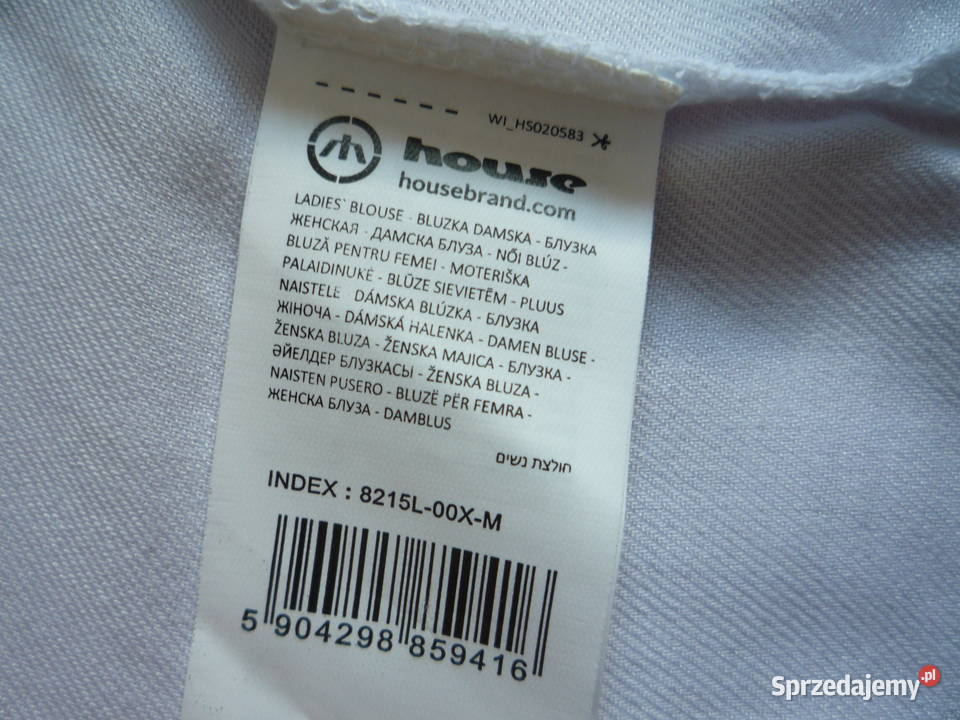 WI_HS020583
house
housebrand.com
LADIES` BLOUSE - BLUZKA DAMSKA - БЛУЗКА
ЖЕНСКАЯ - ДАМСКА БЛУЗА - NŐI BLÚZ -
BLUZĂ PENTRU FEMEI - MOTERIŠKA
PALAIDINUKĖ - BLŪZE SIEVIETĒM - PLUUS
NAISTELE DÁMSKA BLÚZKA - БЛУЗКА
ЖІНОЧА - DÁMSKÁ HALENKA - DAMEN BLUSE -
ŽENSKA BLUZA - ŽENSKA MAJICA - БЛУЗКА -
ӘЙЕЛДЕР БЛУЗКАСЫ - ŽENSKA BLUZA -
NAISTEN PUSERO - BLUZË PËR FEMRA -
ЖЕНСКА БЛУЗА - DAMBLUS
חולצת נשים
INDEX : 8215L-00X-M
5 904298 859416
Sprzedajemy.pl